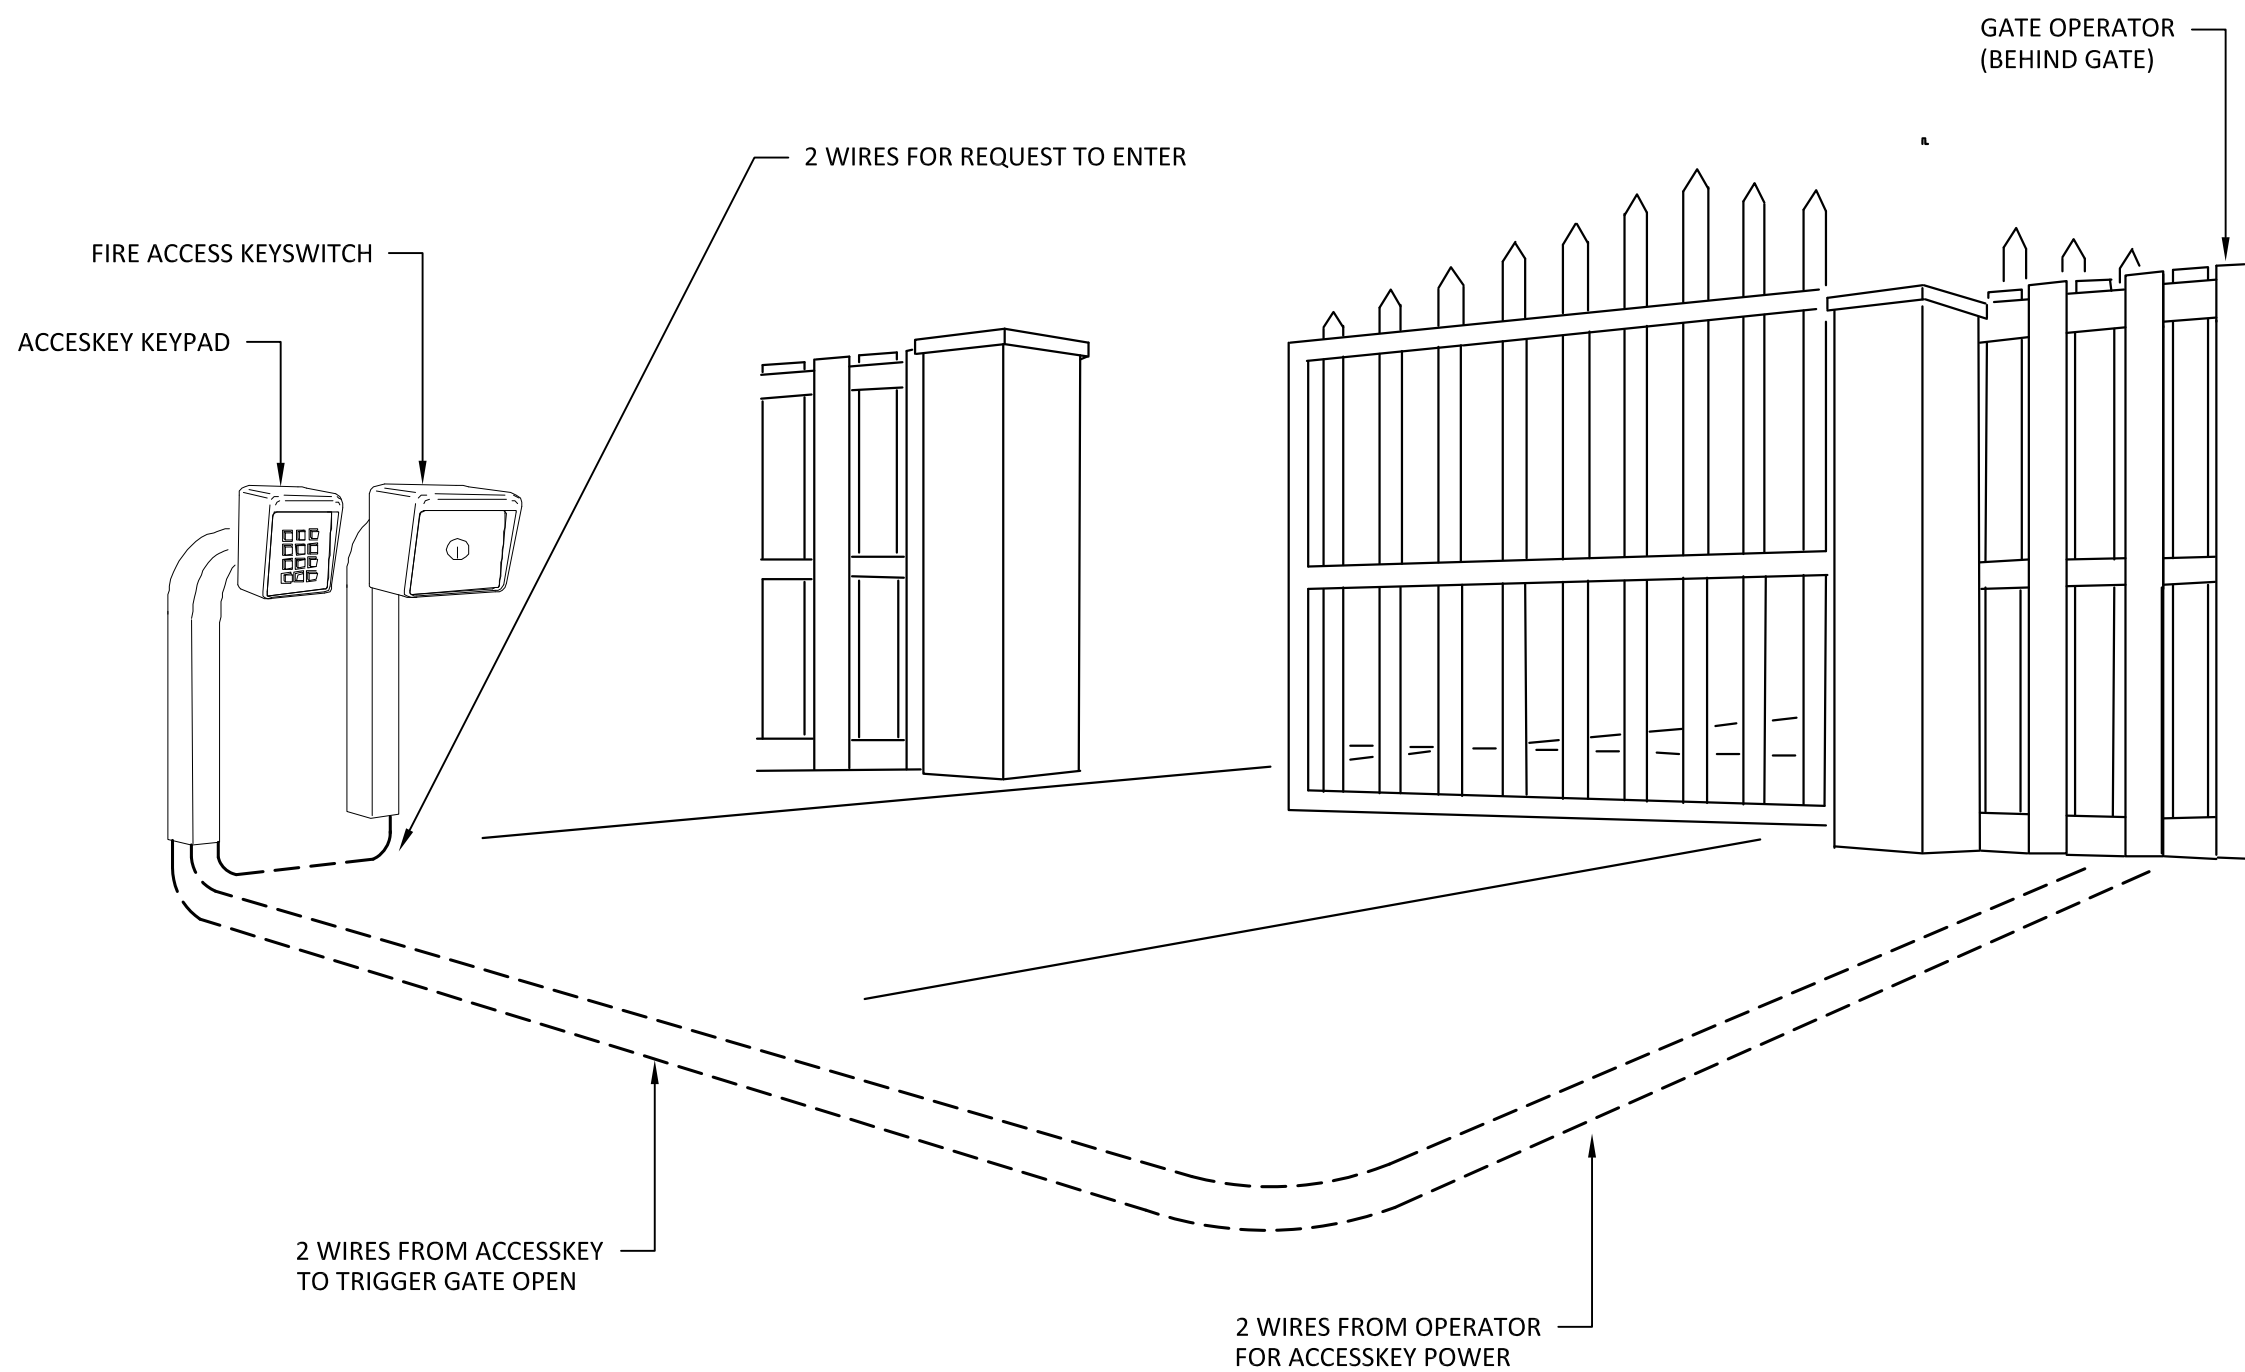 GATE OPERATOR
(BEHIND GATE)
2 WIRES FOR REQUEST TO ENTER
FIRE ACCESS KEYSWITCH
ACCESKEY KEYPAD
2 WIRES FROM ACCESSKEY
TO TRIGGER GATE OPEN
2 WIRES FROM OPERATOR
FOR ACCESSKEY POWER